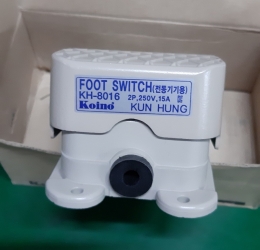 FOOT SWITCH(전동기기용)
KH-8016 2P,250V,15A
Koino KUN HUNG